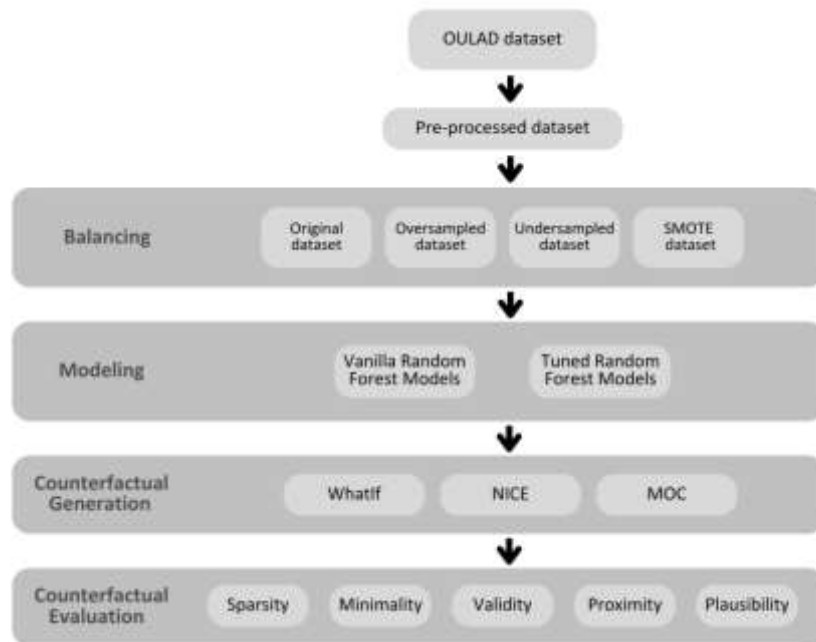 OULAD dataset
Pre-processed dataset
Balancing
Original
dataset
Oversampled
dataset
Undersampled
dataset
SMOTE
dataset
Modeling
Vanilla Random
Forest Models
Tuned Random
Forest Models
Counterfactual
Generation
WhatIf
NICE
MOC
Counterfactual
Evaluation
Sparsity
Minimality
Validity
Proximity
Plausibility